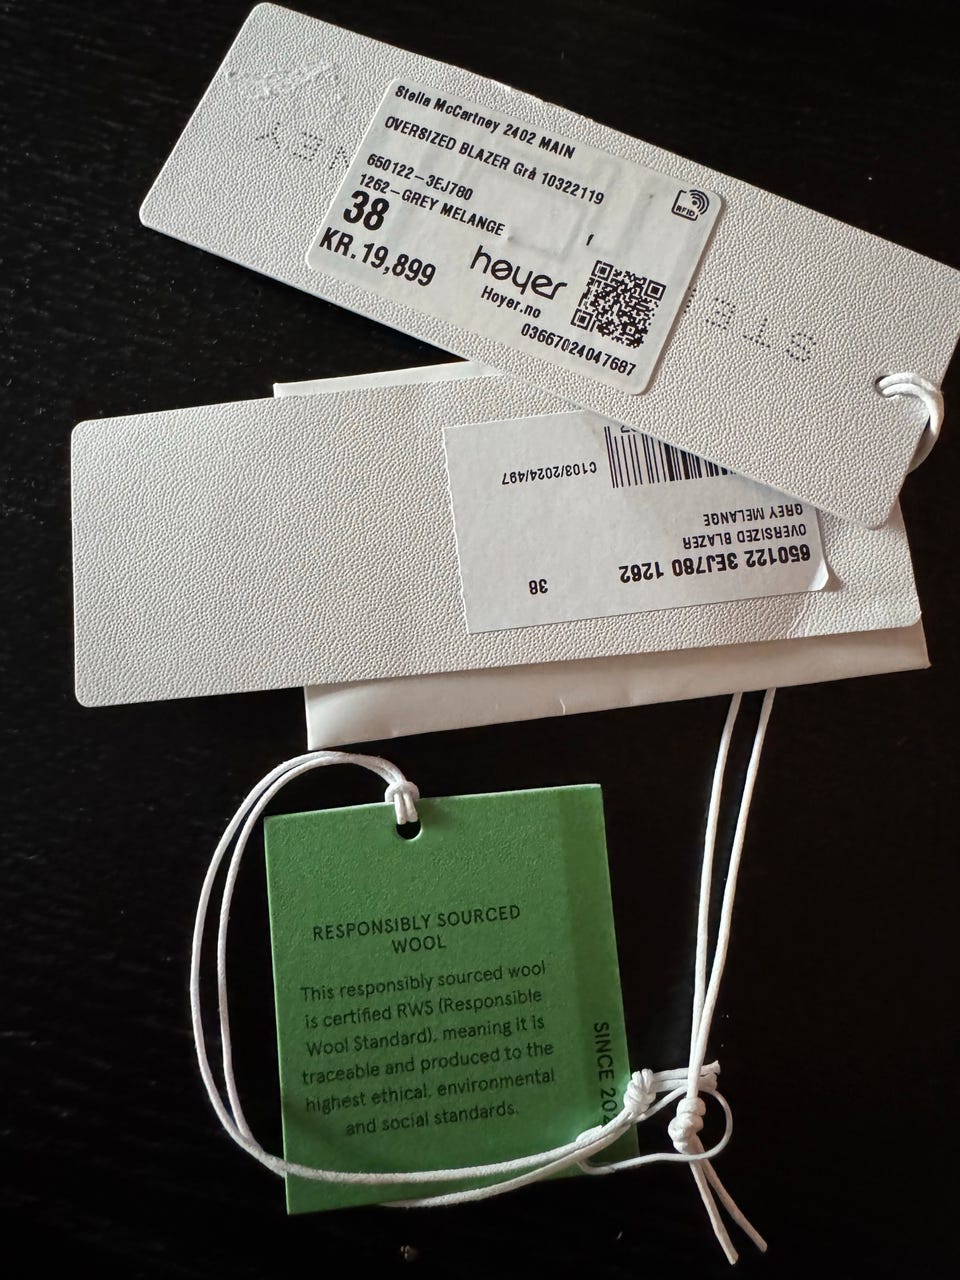 Stella McCartney 2402 MAIN
OVERSIZED BLAZER Grå 10322119
650122-3EJ780
1262-GREY MELANGE
38
KR.19,899
høyer
Hoyer.no
03667024047687
RFID
650122 3EJ780 1262
OVERSIZED BLAZER
GREY MELANGE
38
C103/2024/497
RESPONSIBLY SOURCED
WOOL
This responsibly sourced wool
is certified RWS (Responsible
Wool Standard), meaning it is
traceable and produced to the
highest ethical, environmental
and social standards.
SINCE